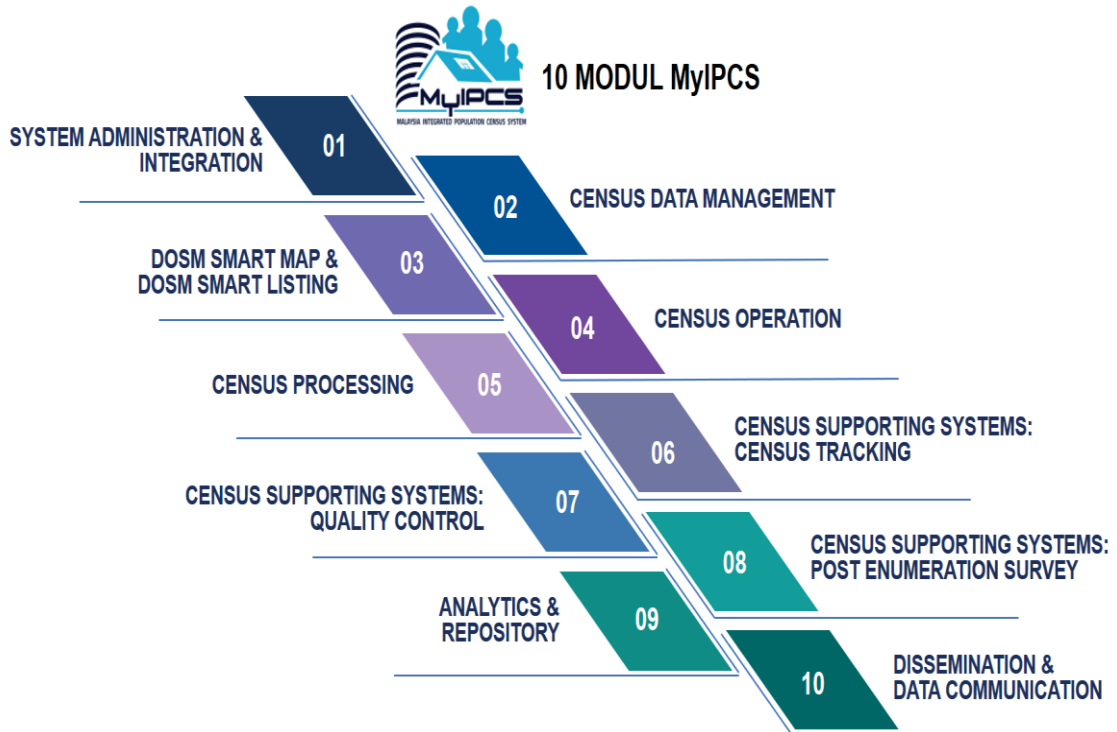 MyIPCS
MALAYSIA INTEGRATED POPULATION CENSUS SYSTEM
10 MODUL MyIPCS
SYSTEM ADMINISTRATION &
INTEGRATION
01
02
CENSUS DATA MANAGEMENT
DOSM SMART MAP &
DOSM SMART LISTING
03
04
CENSUS OPERATION
CENSUS PROCESSING
05
06
CENSUS SUPPORTING SYSTEMS:
CENSUS TRACKING
CENSUS SUPPORTING SYSTEMS:
QUALITY CONTROL
07
08
CENSUS SUPPORTING SYSTEMS:
POST ENUMERATION SURVEY
ANALYTICS &
REPOSITORY
09
10
DISSEMINATION &
DATA COMMUNICATION